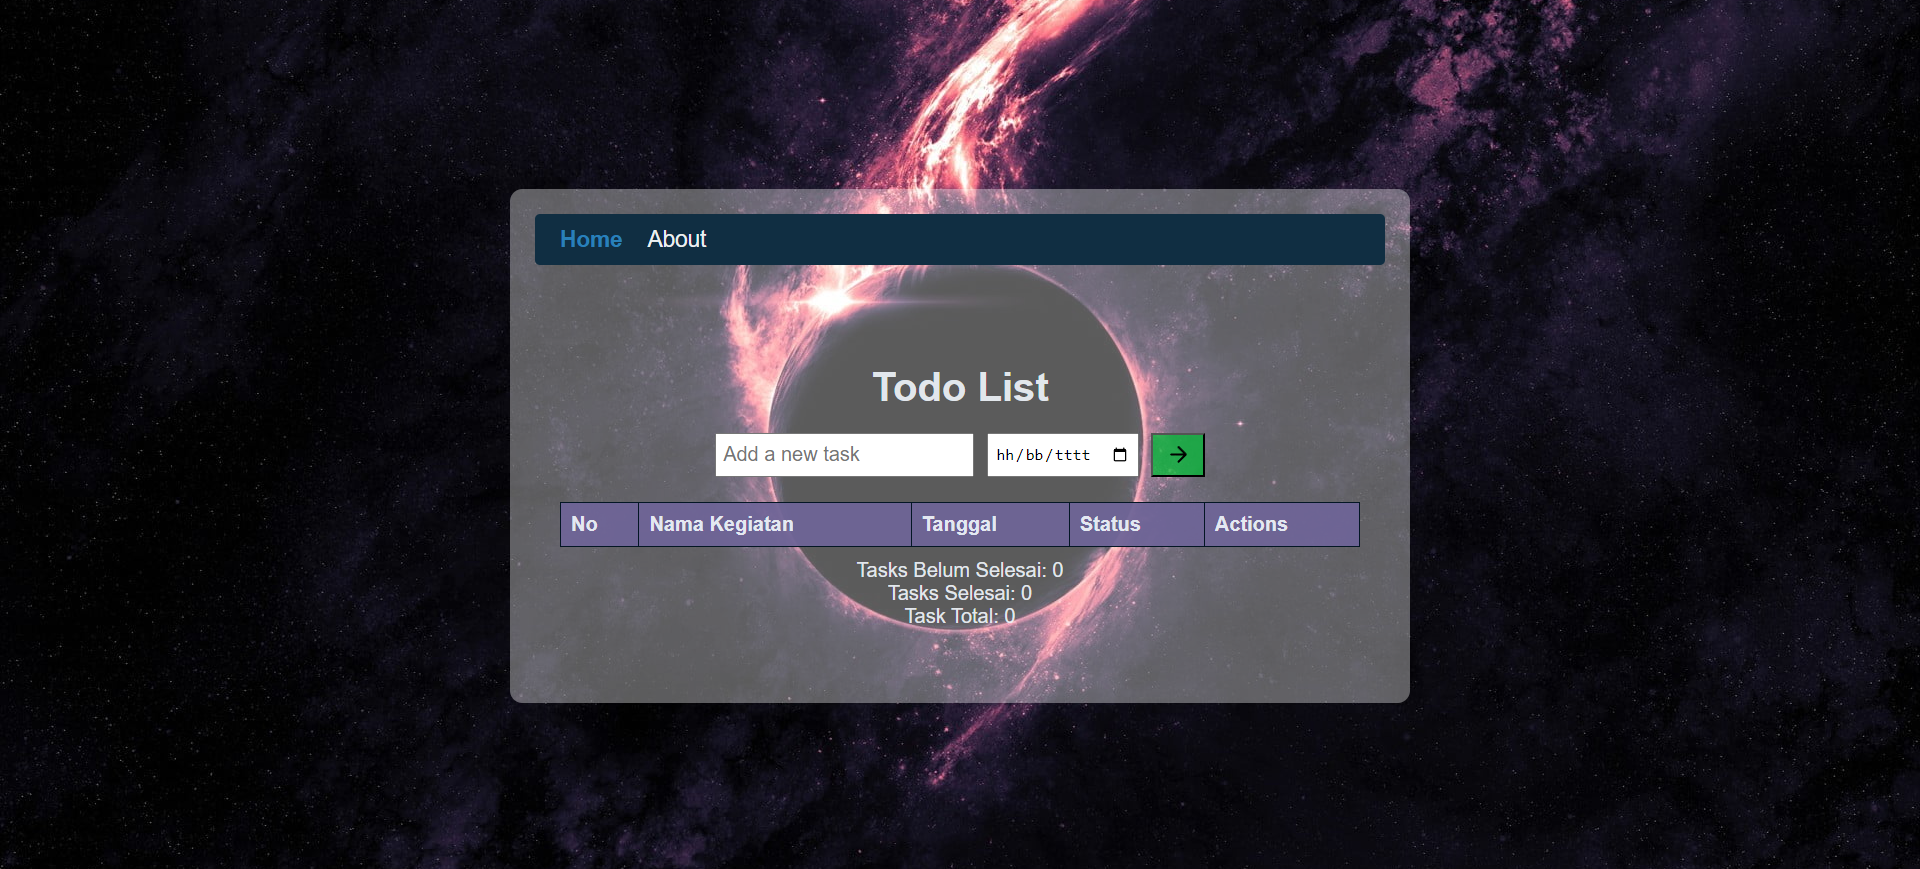 Home About
Todo List
Add a new task hh/bb/tttt
No Nama Kegiatan Tanggal Status Actions
Tasks Belum Selesai: 0
Tasks Selesai: 0
Task Total: 0